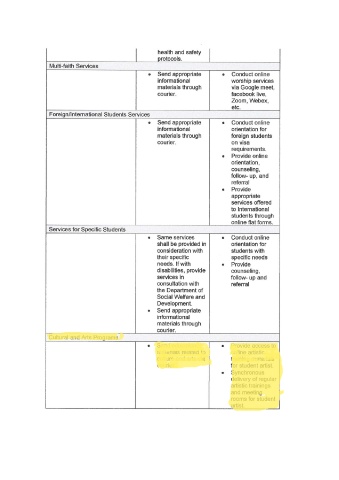 health and safety
protocols.
Multi-faith Services
• Send appropriate
informational
materials through
courier.
• Conduct online
worship services
via Google meet,
facebook live,
Zoom, Webex,
etc.
Foreign/International Students Services
• Send appropriate
informational
materials through
courier.
• Conduct online
orientation for
foreign students
on visa
requirements.
• Provide online
orientation,
counseling,
follow- up, and
referral
• Provide
appropriate
services offered
to International
students through
online flat forms.
Services for Specific Students
• Same services
shall be provided in
consideration with
their specific
needs. If with
disabilities, provide
services in
consultation with
the Department of
Social Welfare and
Development.
• Send appropriate
informational
materials through
courier.
• Conduct online
orientation for
students with
specific needs
• Provide
counseling,
follow- up and
referral
Cultural and Arts Programs
related to
• Provide access to
for student artist.
• Synchronous
delivery of regular
artistic trainings
and meeting
rooms for student
artist.